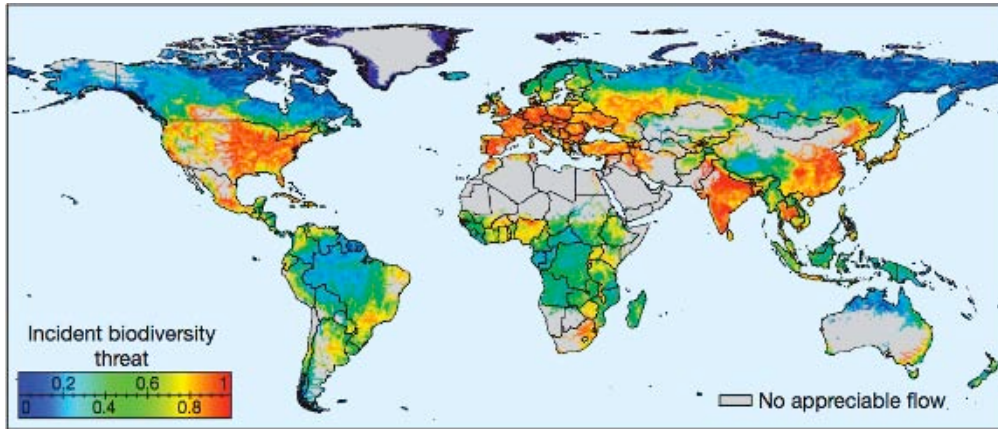 Incident biodiversity
threat
0.2 0.6 1
0 0.4 0.8
No appreciable flow